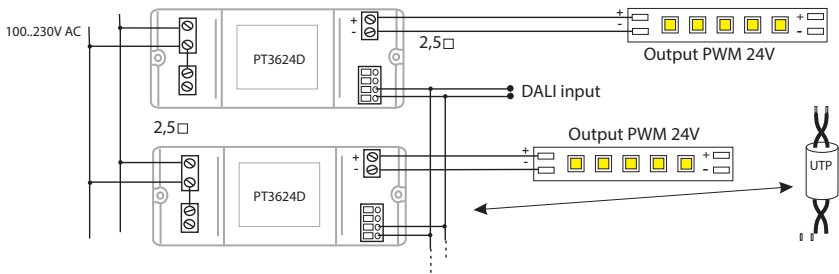 100..230V AC
PT3624D
+
-
2,5□
+
-
+
-
Output PWM 24V
DALI input
2,5□
PT3624D
+
-
+
-
Output PWM 24V
+
-
UTP